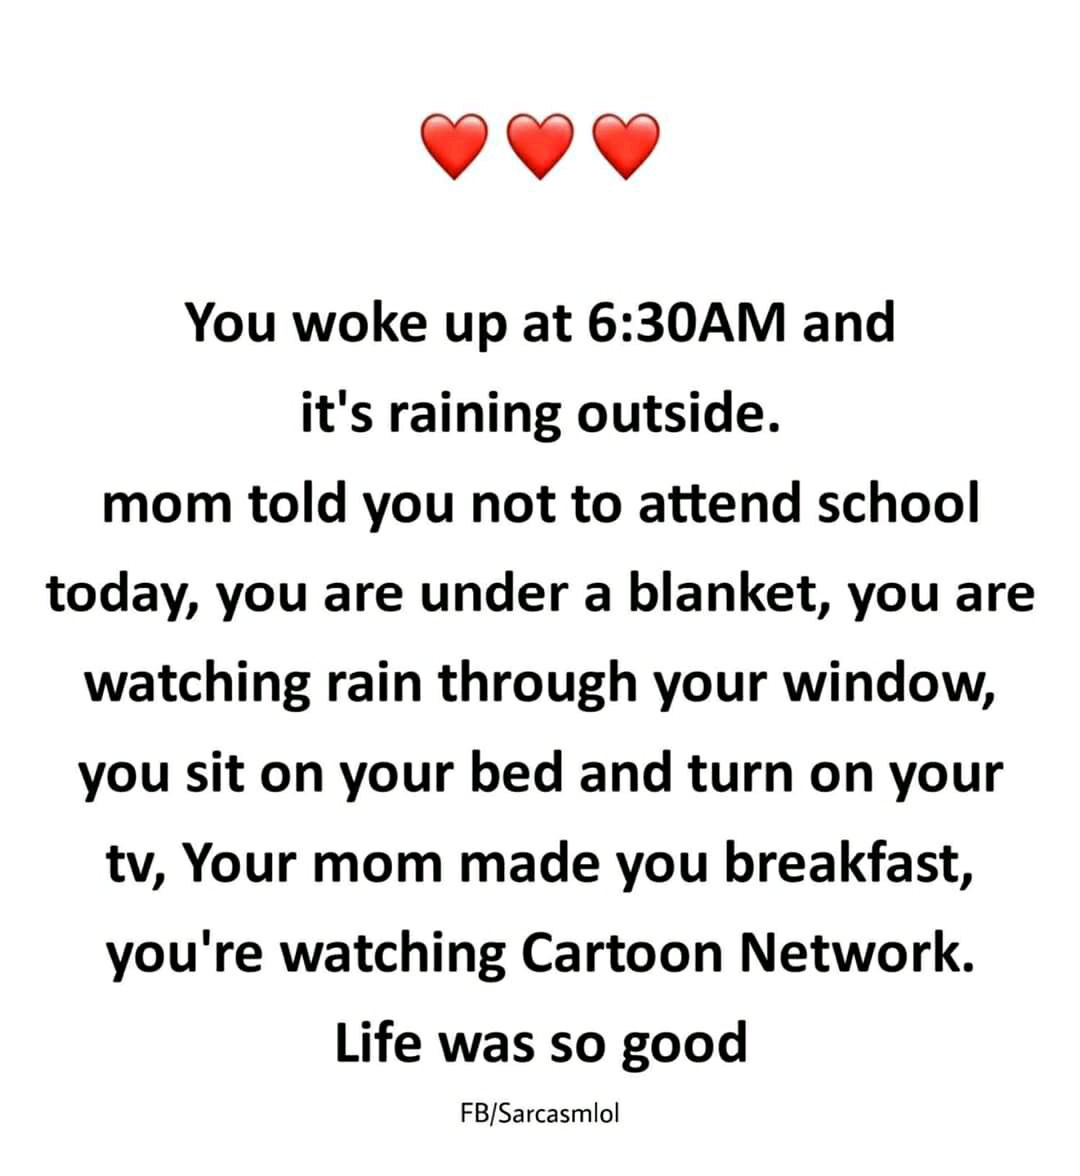 ❤️❤️❤️
You woke up at 6:30AM and
it's raining outside.
mom told you not to attend school
today, you are under a blanket, you are
watching rain through your window,
you sit on your bed and turn on your
tv, Your mom made you breakfast,
you're watching Cartoon Network.
Life was so good
FB/Sarcasmlol